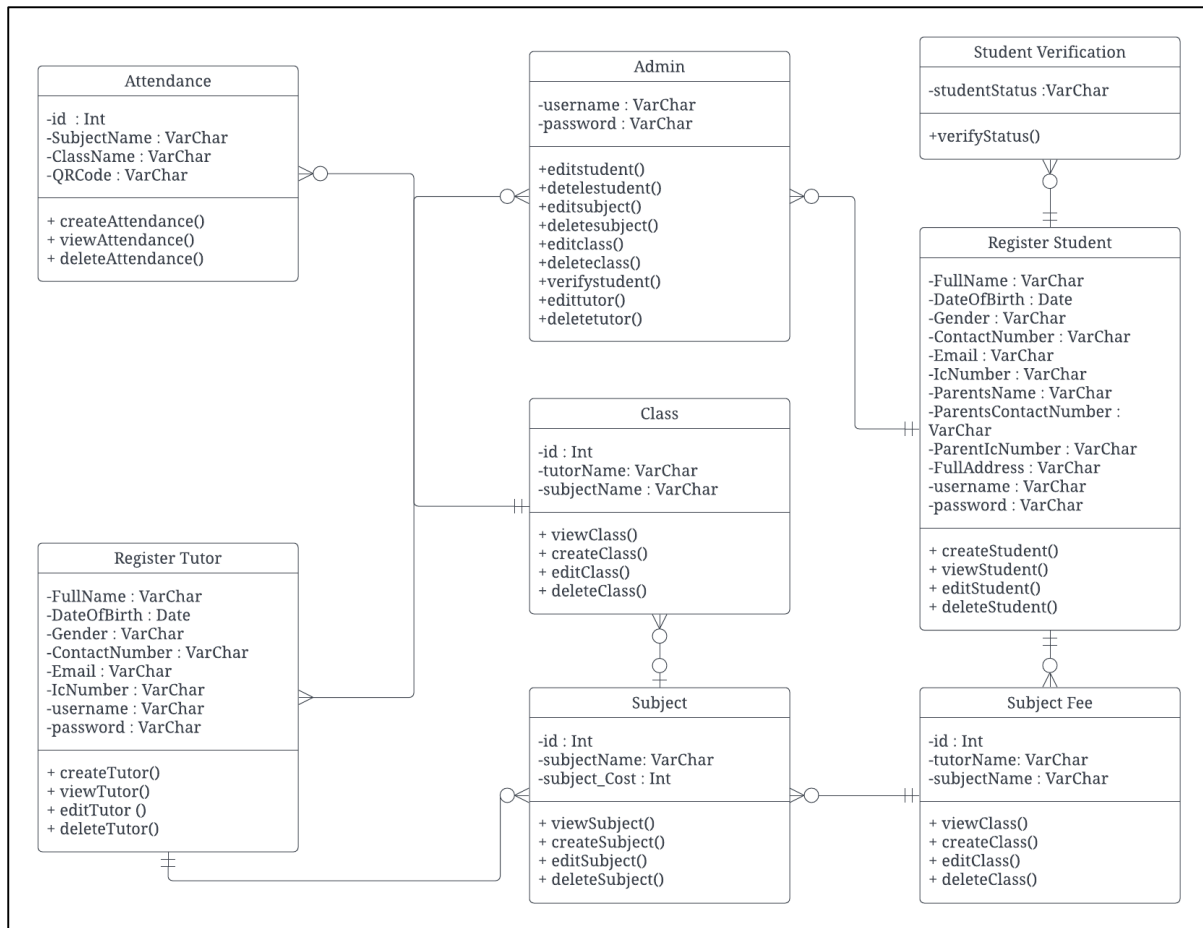 Attendance
-id  : Int
-SubjectName : VarChar
-ClassName : VarChar
-QRCode : VarChar
+ createAttendance()
+ viewAttendance()
+ deleteAttendance()
Admin
-username : VarChar
-password : VarChar
+editstudent()
+detelestudent()
+editsubject()
+deletesubject()
+editclass()
+deleteclass()
+verifystudent()
+edittutor()
+deletetutor()
Student Verification
-studentStatus :VarChar
+verifyStatus()
Register Student
-FullName : VarChar
-DateOfBirth : Date
-Gender : VarChar
-ContactNumber : VarChar
-Email : VarChar
-IcNumber : VarChar
-ParentsName : VarChar
-ParentsContactNumber :
VarChar
-ParentIcNumber : VarChar
-FullAddress : VarChar
-username : VarChar
-password : VarChar
+ createStudent()
+ viewStudent()
+ editStudent()
+ deleteStudent()
Class
-id : Int
-tutorName: VarChar
-subjectName : VarChar
+ viewClass()
+ createClass()
+ editClass()
+ deleteClass()
Register Tutor
-FullName : VarChar
-DateOfBirth : Date
-Gender : VarChar
-ContactNumber : VarChar
-Email : VarChar
-IcNumber : VarChar
-username : VarChar
-password : VarChar
+ createTutor()
+ viewTutor()
+ editTutor ()
+ deleteTutor()
Subject
-id : Int
-subjectName: VarChar
-subject_Cost : Int
+ viewSubject()
+ createSubject()
+ editSubject()
+ deleteSubject()
Subject Fee
-id : Int
-tutorName: VarChar
-subjectName : VarChar
+ viewClass()
+ createClass()
+ editClass()
+ deleteClass()